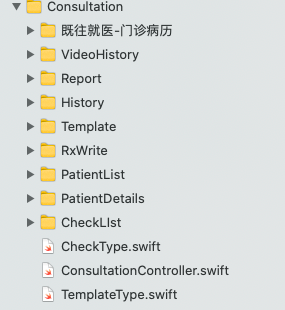 Consultation
既往就医-门诊病历
VideoHistory
Report
History
Template
RxWrite
PatientList
PatientDetails
CheckLIst
CheckType.swift
ConsultationController.swift
TemplateType.swift